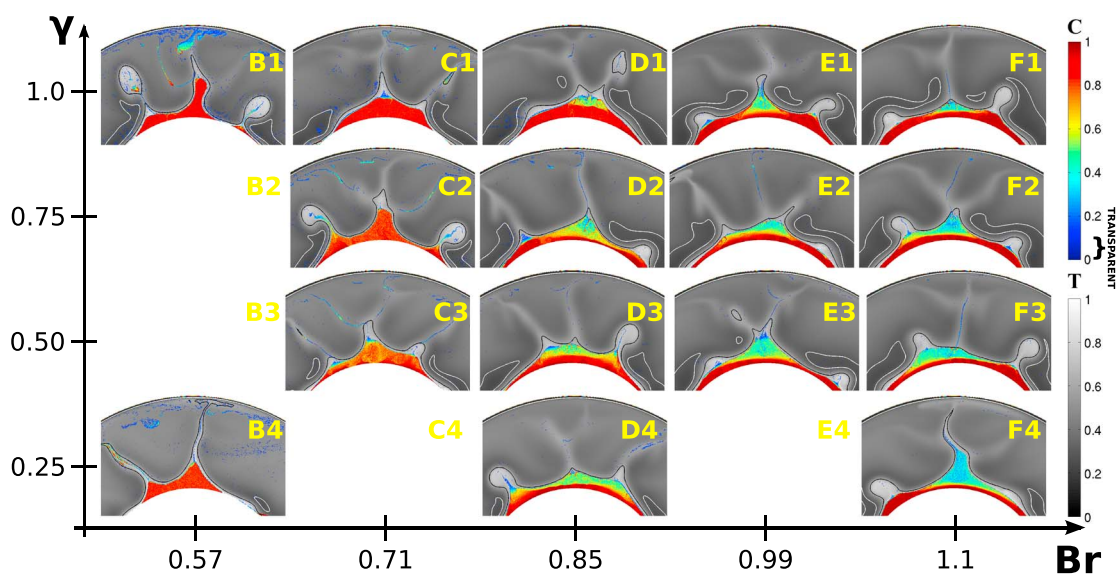 γ
C
B1 C1 D1 E1 F1
1
1.0
0.8
0.6
B2 C2 D2 E2 F2
0.4
0.75
0.2
TRANSPARENT
}
0
T
B3 C3 D3 E3 F3
1
0.50
0.8
0.6
B4 C4 D4 E4 F4
0.4
0.25
0.2
0
0.57 0.71 0.85 0.99 1.1 Br